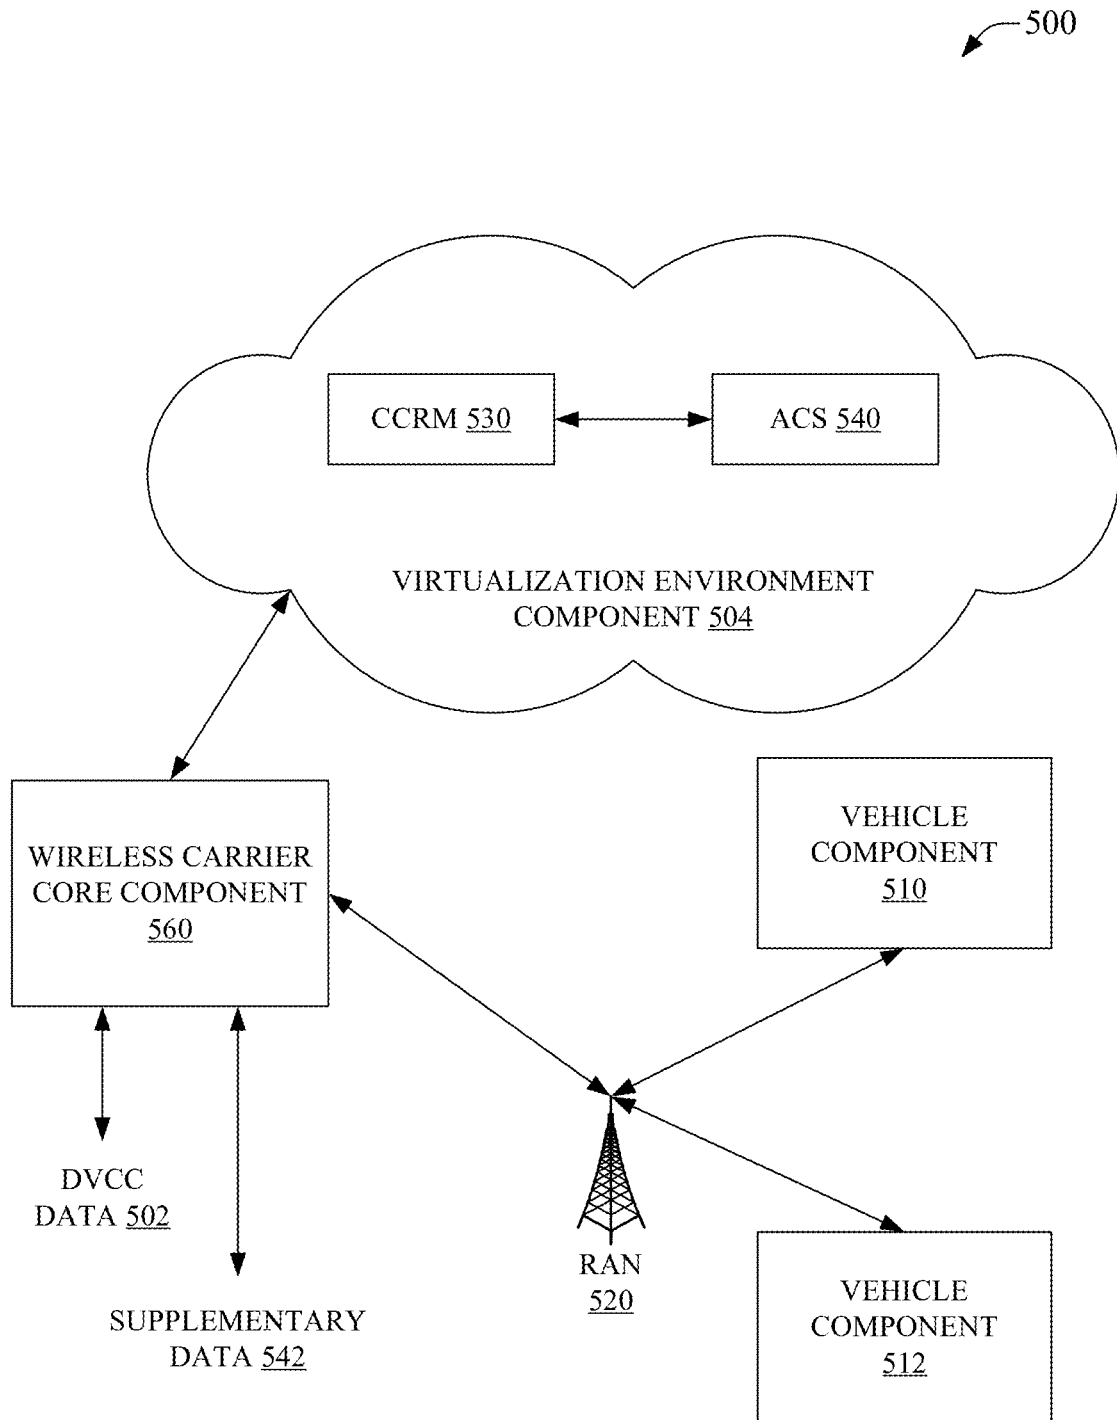 500
CCRM 530
ACS 540
VIRTUALIZATION ENVIRONMENT
COMPONENT 504
WIRELESS CARRIER
CORE COMPONENT
560
VEHICLE
COMPONENT
510
DVCC
DATA 502
SUPPLEMENTARY
DATA 542
RAN
520
VEHICLE
COMPONENT
512